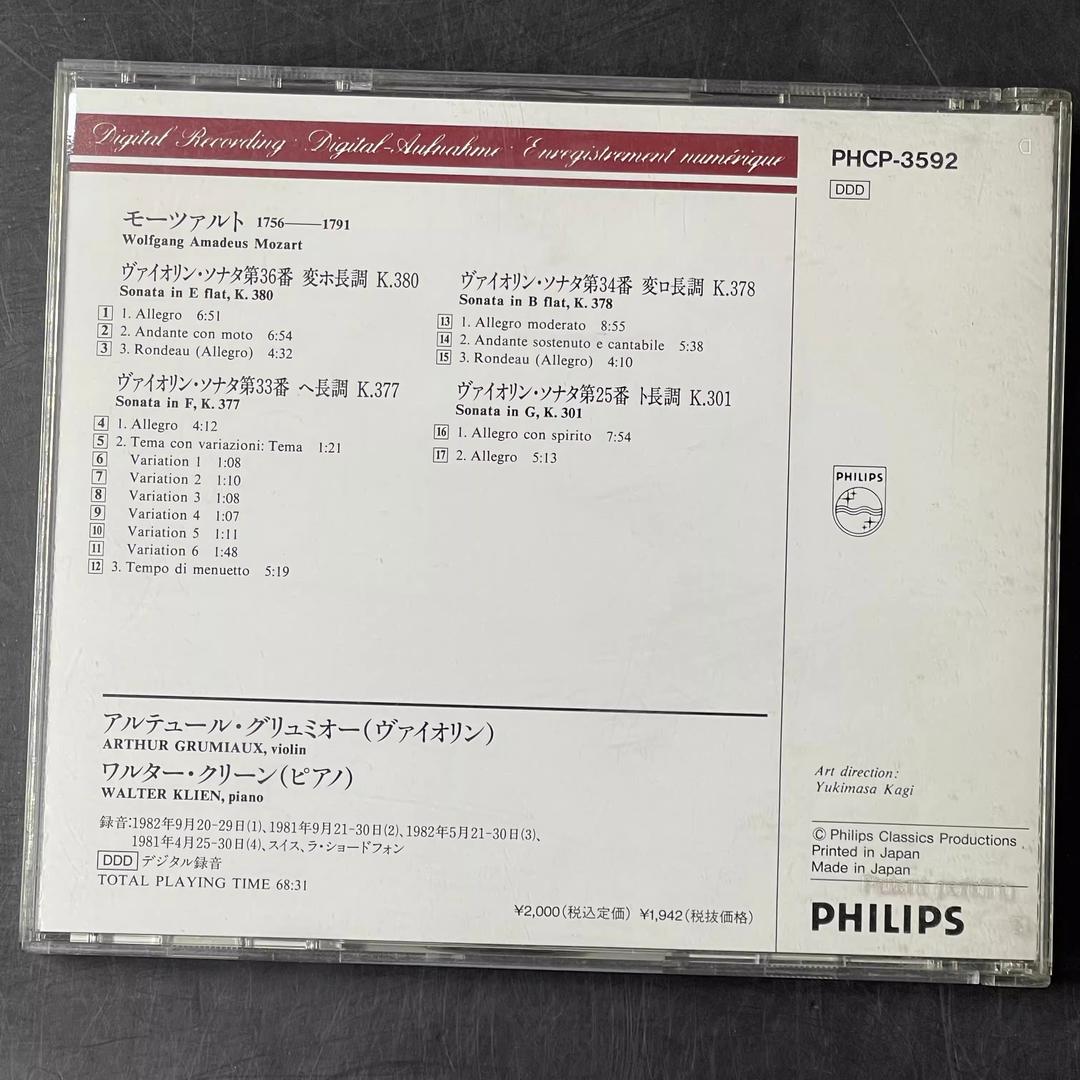 Digital Recording · Digital-Aufnahme · Enregistrement numérique
PHCP-3592
DDD
モーツァルト 1756——1791
Wolfgang Amadeus Mozart
ヴァイオリン・ソナタ第36番 変ホ長調 K.380
Sonata in E flat, K. 380
1 1. Allegro 6:51
2 2. Andante con moto 6:54
3 3. Rondeau (Allegro) 4:32
ヴァイオリン・ソナタ第33番 ヘ長調 K.377
Sonata in F, K. 377
4 1. Allegro 4:12
5 2. Tema con variazioni: Tema 1:21
6 Variation 1 1:08
7 Variation 2 1:10
8 Variation 3 1:08
9 Variation 4 1:07
10 Variation 5 1:11
11 Variation 6 1:48
12 3. Tempo di menuetto 5:19
ヴァイオリン・ソナタ第34番 変ロ長調 K.378
Sonata in B flat, K. 378
13 1. Allegro moderato 8:55
14 2. Andante sostenuto e cantabile 5:38
15 3. Rondeau (Allegro) 4:10
ヴァイオリン・ソナタ第25番 ト長調 K.301
Sonata in G, K. 301
16 1. Allegro con spirito 7:54
17 2. Allegro 5:13
PHILIPS
アルテュール・グリュミオー(ヴァイオリン)
ARTHUR GRUMIAUX, violin
ワルター・クリーン(ピアノ)
WALTER KLIEN, piano
録音:1982年9月20-29日(1)、1981年9月21-30日(2)、1982年5月21-30日(3)、
1981年4月25-30日(4)、スイス、ラ・ショードフォン
DDD デジタル録音
TOTAL PLAYING TIME 68:31
¥2,000(税込定価) ¥1,942(税抜価格)
Art direction:
Yukimasa Kagi
© Philips Classics Productions
Printed in Japan
Made in Japan
PHILIPS